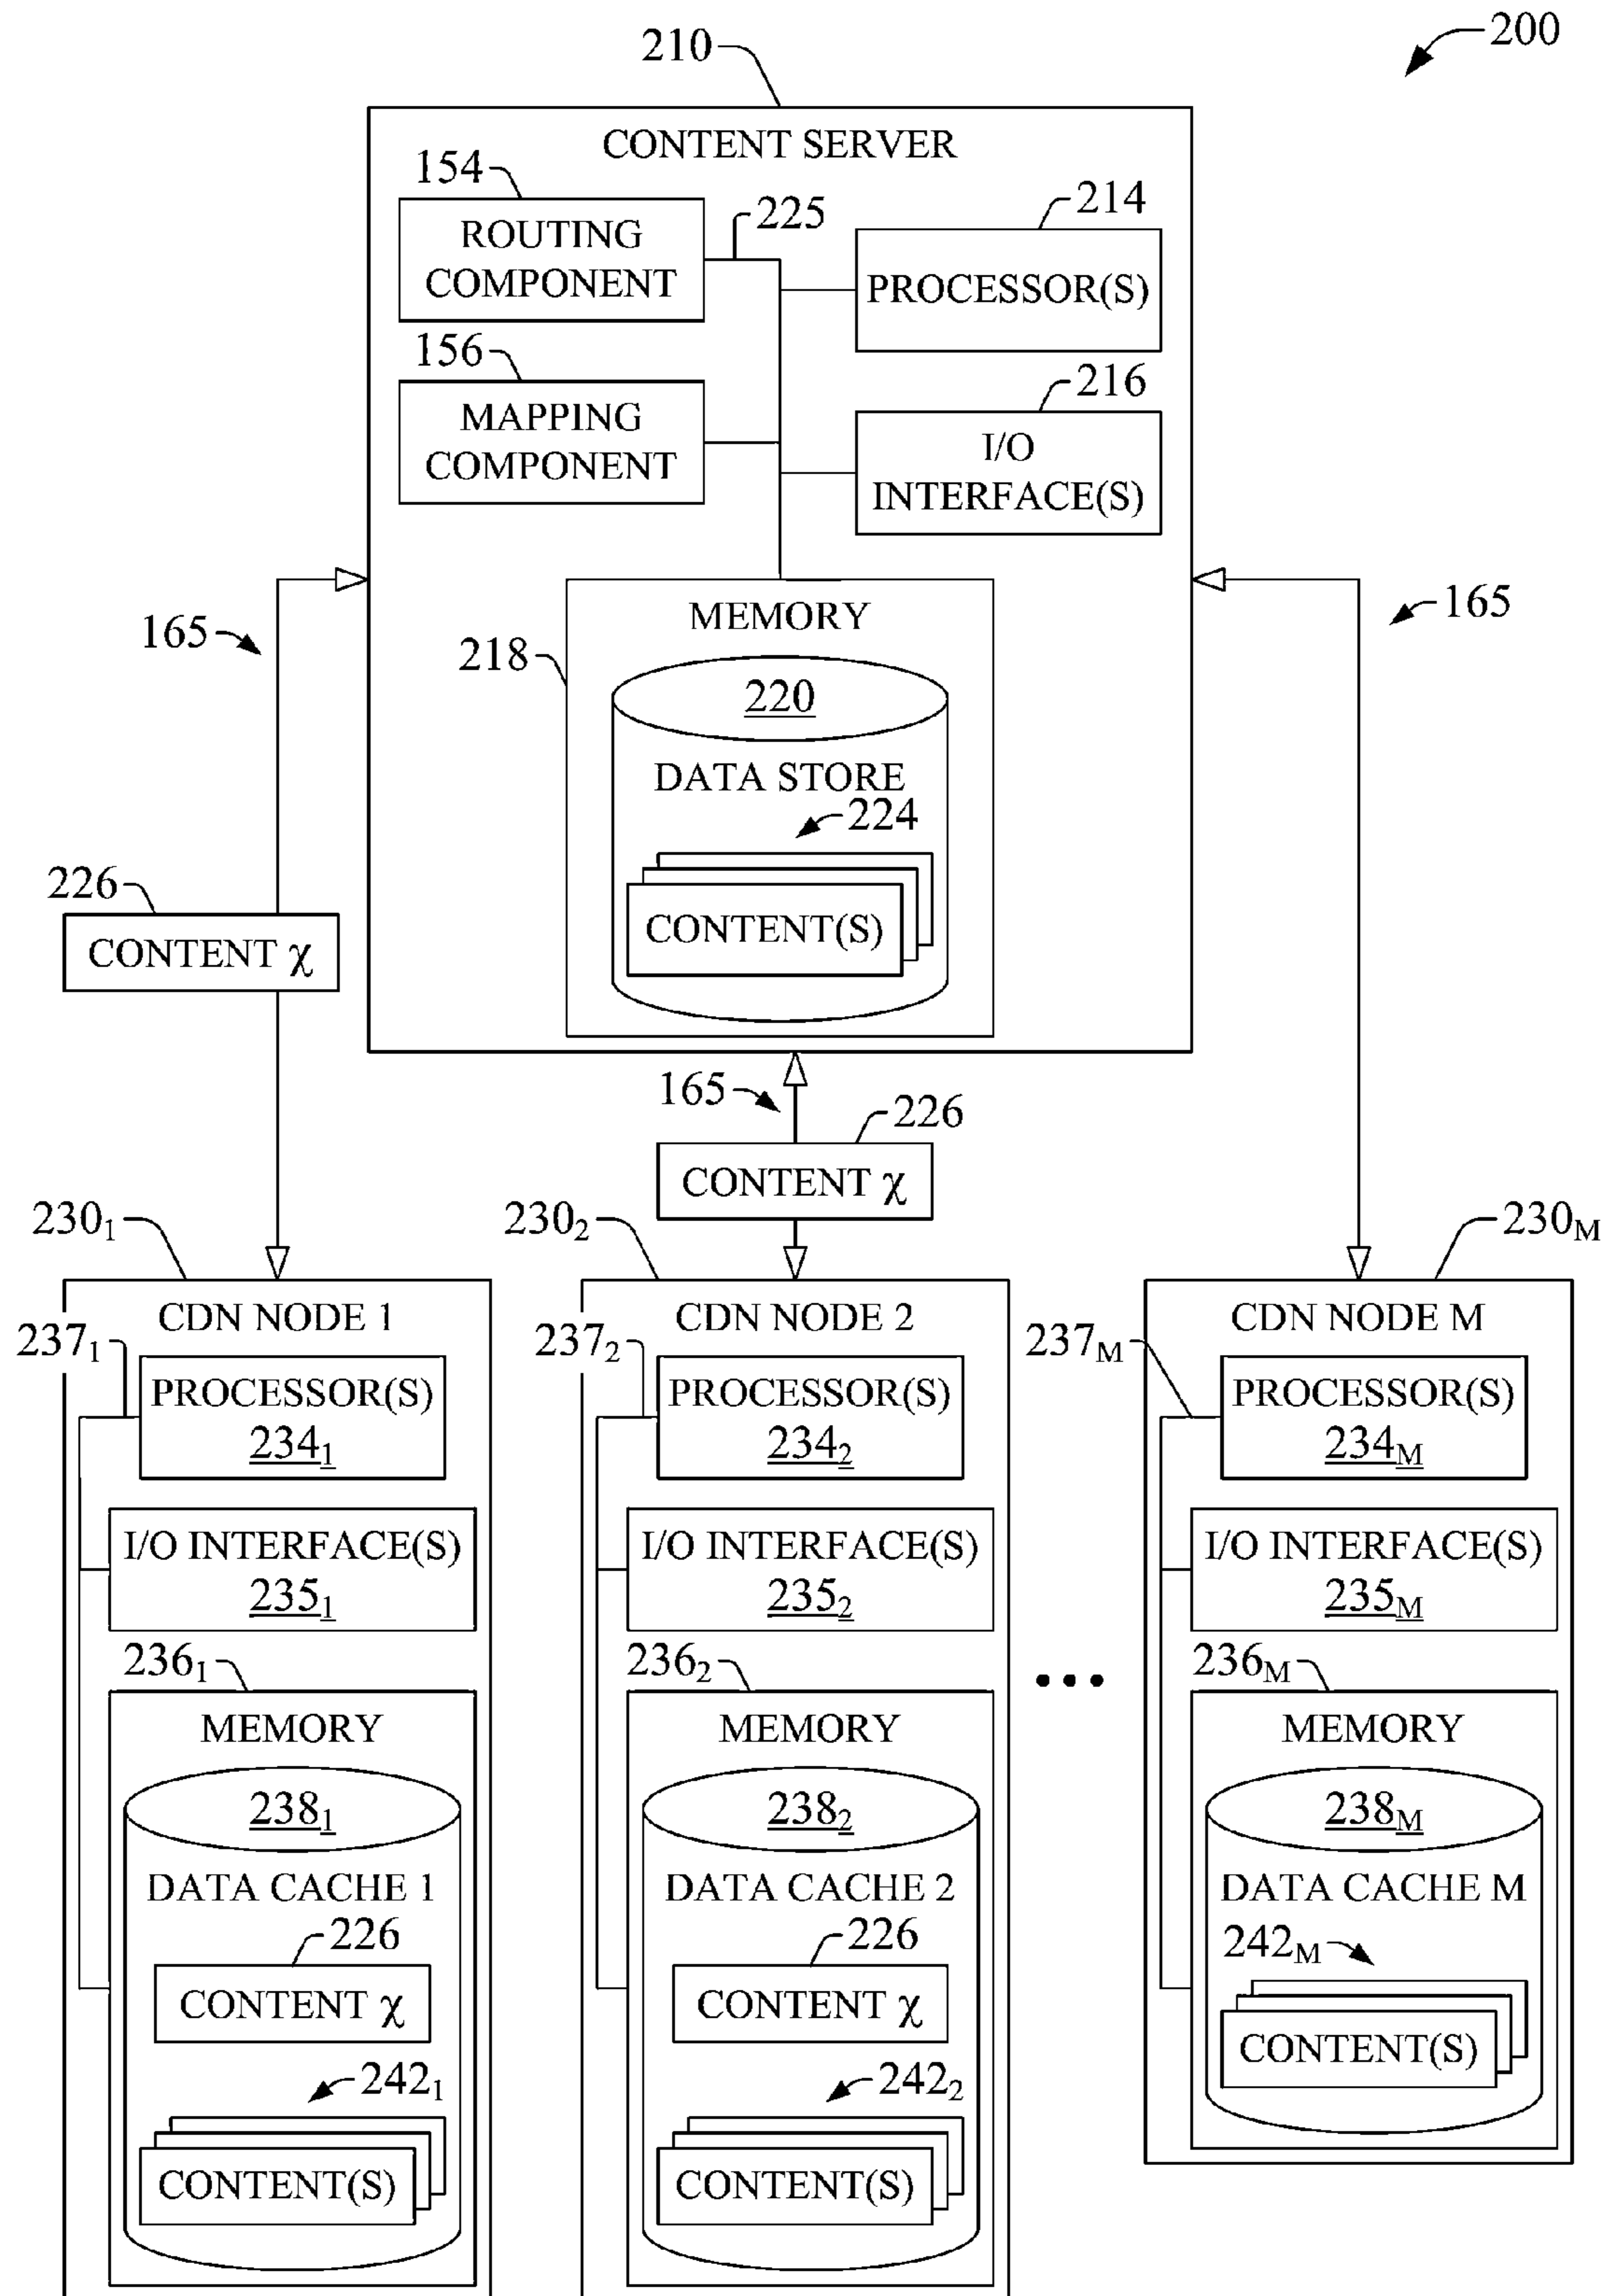 200
210
CONTENT SERVER
154
ROUTING
COMPONENT
225
214
PROCESSOR(S)
156
MAPPING
COMPONENT
216
I/O
INTERFACE(S)
165
165
MEMORY
218
220
DATA STORE
224
CONTENT(S)
226
CONTENT χ
165
226
CONTENT χ
230₁
CDN NODE 1
237₁
PROCESSOR(S)
234₁
I/O INTERFACE(S)
235₁
236₁
MEMORY
238₁
DATA CACHE 1
226
CONTENT χ
242₁
CONTENT(S)
230₂
CDN NODE 2
237₂
PROCESSOR(S)
234₂
I/O INTERFACE(S)
235₂
236₂
MEMORY
238₂
DATA CACHE 2
226
CONTENT χ
242₂
CONTENT(S)
•••
230M
CDN NODE M
237M
PROCESSOR(S)
234M
I/O INTERFACE(S)
235M
236M
MEMORY
238M
DATA CACHE M
242M
CONTENT(S)